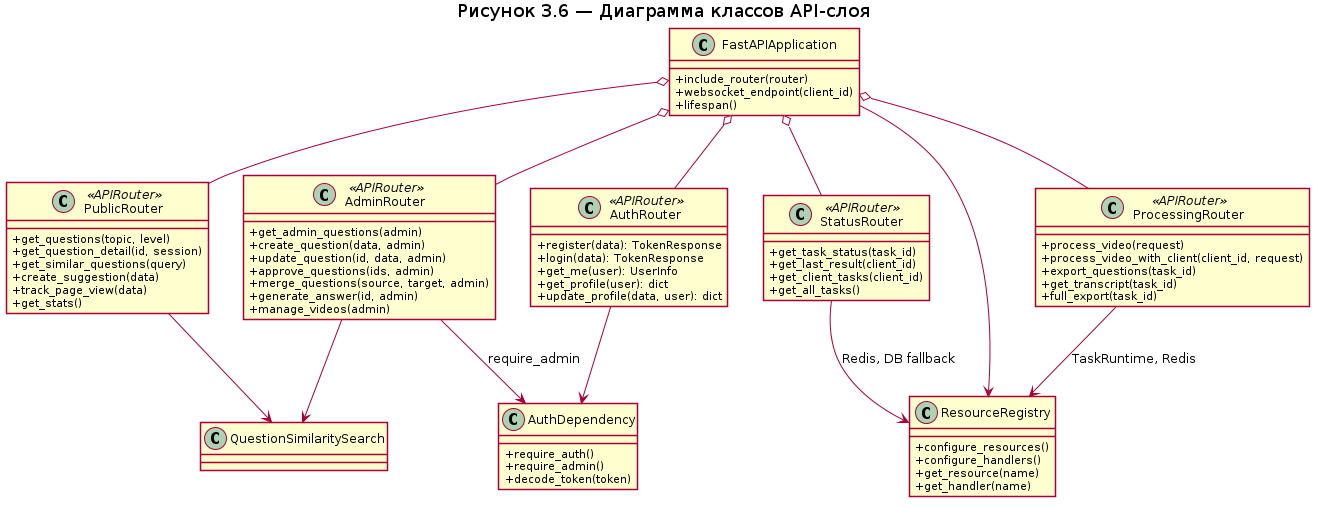 Рисунок 3.6 — Диаграмма классов API-слоя
C FastAPIApplication
+include_router(router)
+websocket_endpoint(client_id)
+lifespan()
C «APIRouter»
PublicRouter
+get_questions(topic, level)
+get_question_detail(id, session)
+get_similar_questions(query)
+create_suggestion(data)
+track_page_view(data)
+get_stats()
C «APIRouter»
AdminRouter
+get_admin_questions(admin)
+create_question(data, admin)
+update_question(id, data, admin)
+approve_questions(ids, admin)
+merge_questions(source, target, admin)
+generate_answer(id, admin)
+manage_videos(admin)
C «APIRouter»
AuthRouter
+register(data): TokenResponse
+login(data): TokenResponse
+get_me(user): UserInfo
+get_profile(user): dict
+update_profile(data, user): dict
C «APIRouter»
StatusRouter
+get_task_status(task_id)
+get_last_result(client_id)
+get_client_tasks(client_id)
+get_all_tasks()
C «APIRouter»
ProcessingRouter
+process_video(request)
+process_video_with_client(client_id, request)
+export_questions(task_id)
+get_transcript(task_id)
+full_export(task_id)
require_admin
Redis, DB fallback
TaskRuntime, Redis
C QuestionSimilaritySearch
C AuthDependency
+require_auth()
+require_admin()
+decode_token(token)
C ResourceRegistry
+configure_resources()
+configure_handlers()
+get_resource(name)
+get_handler(name)